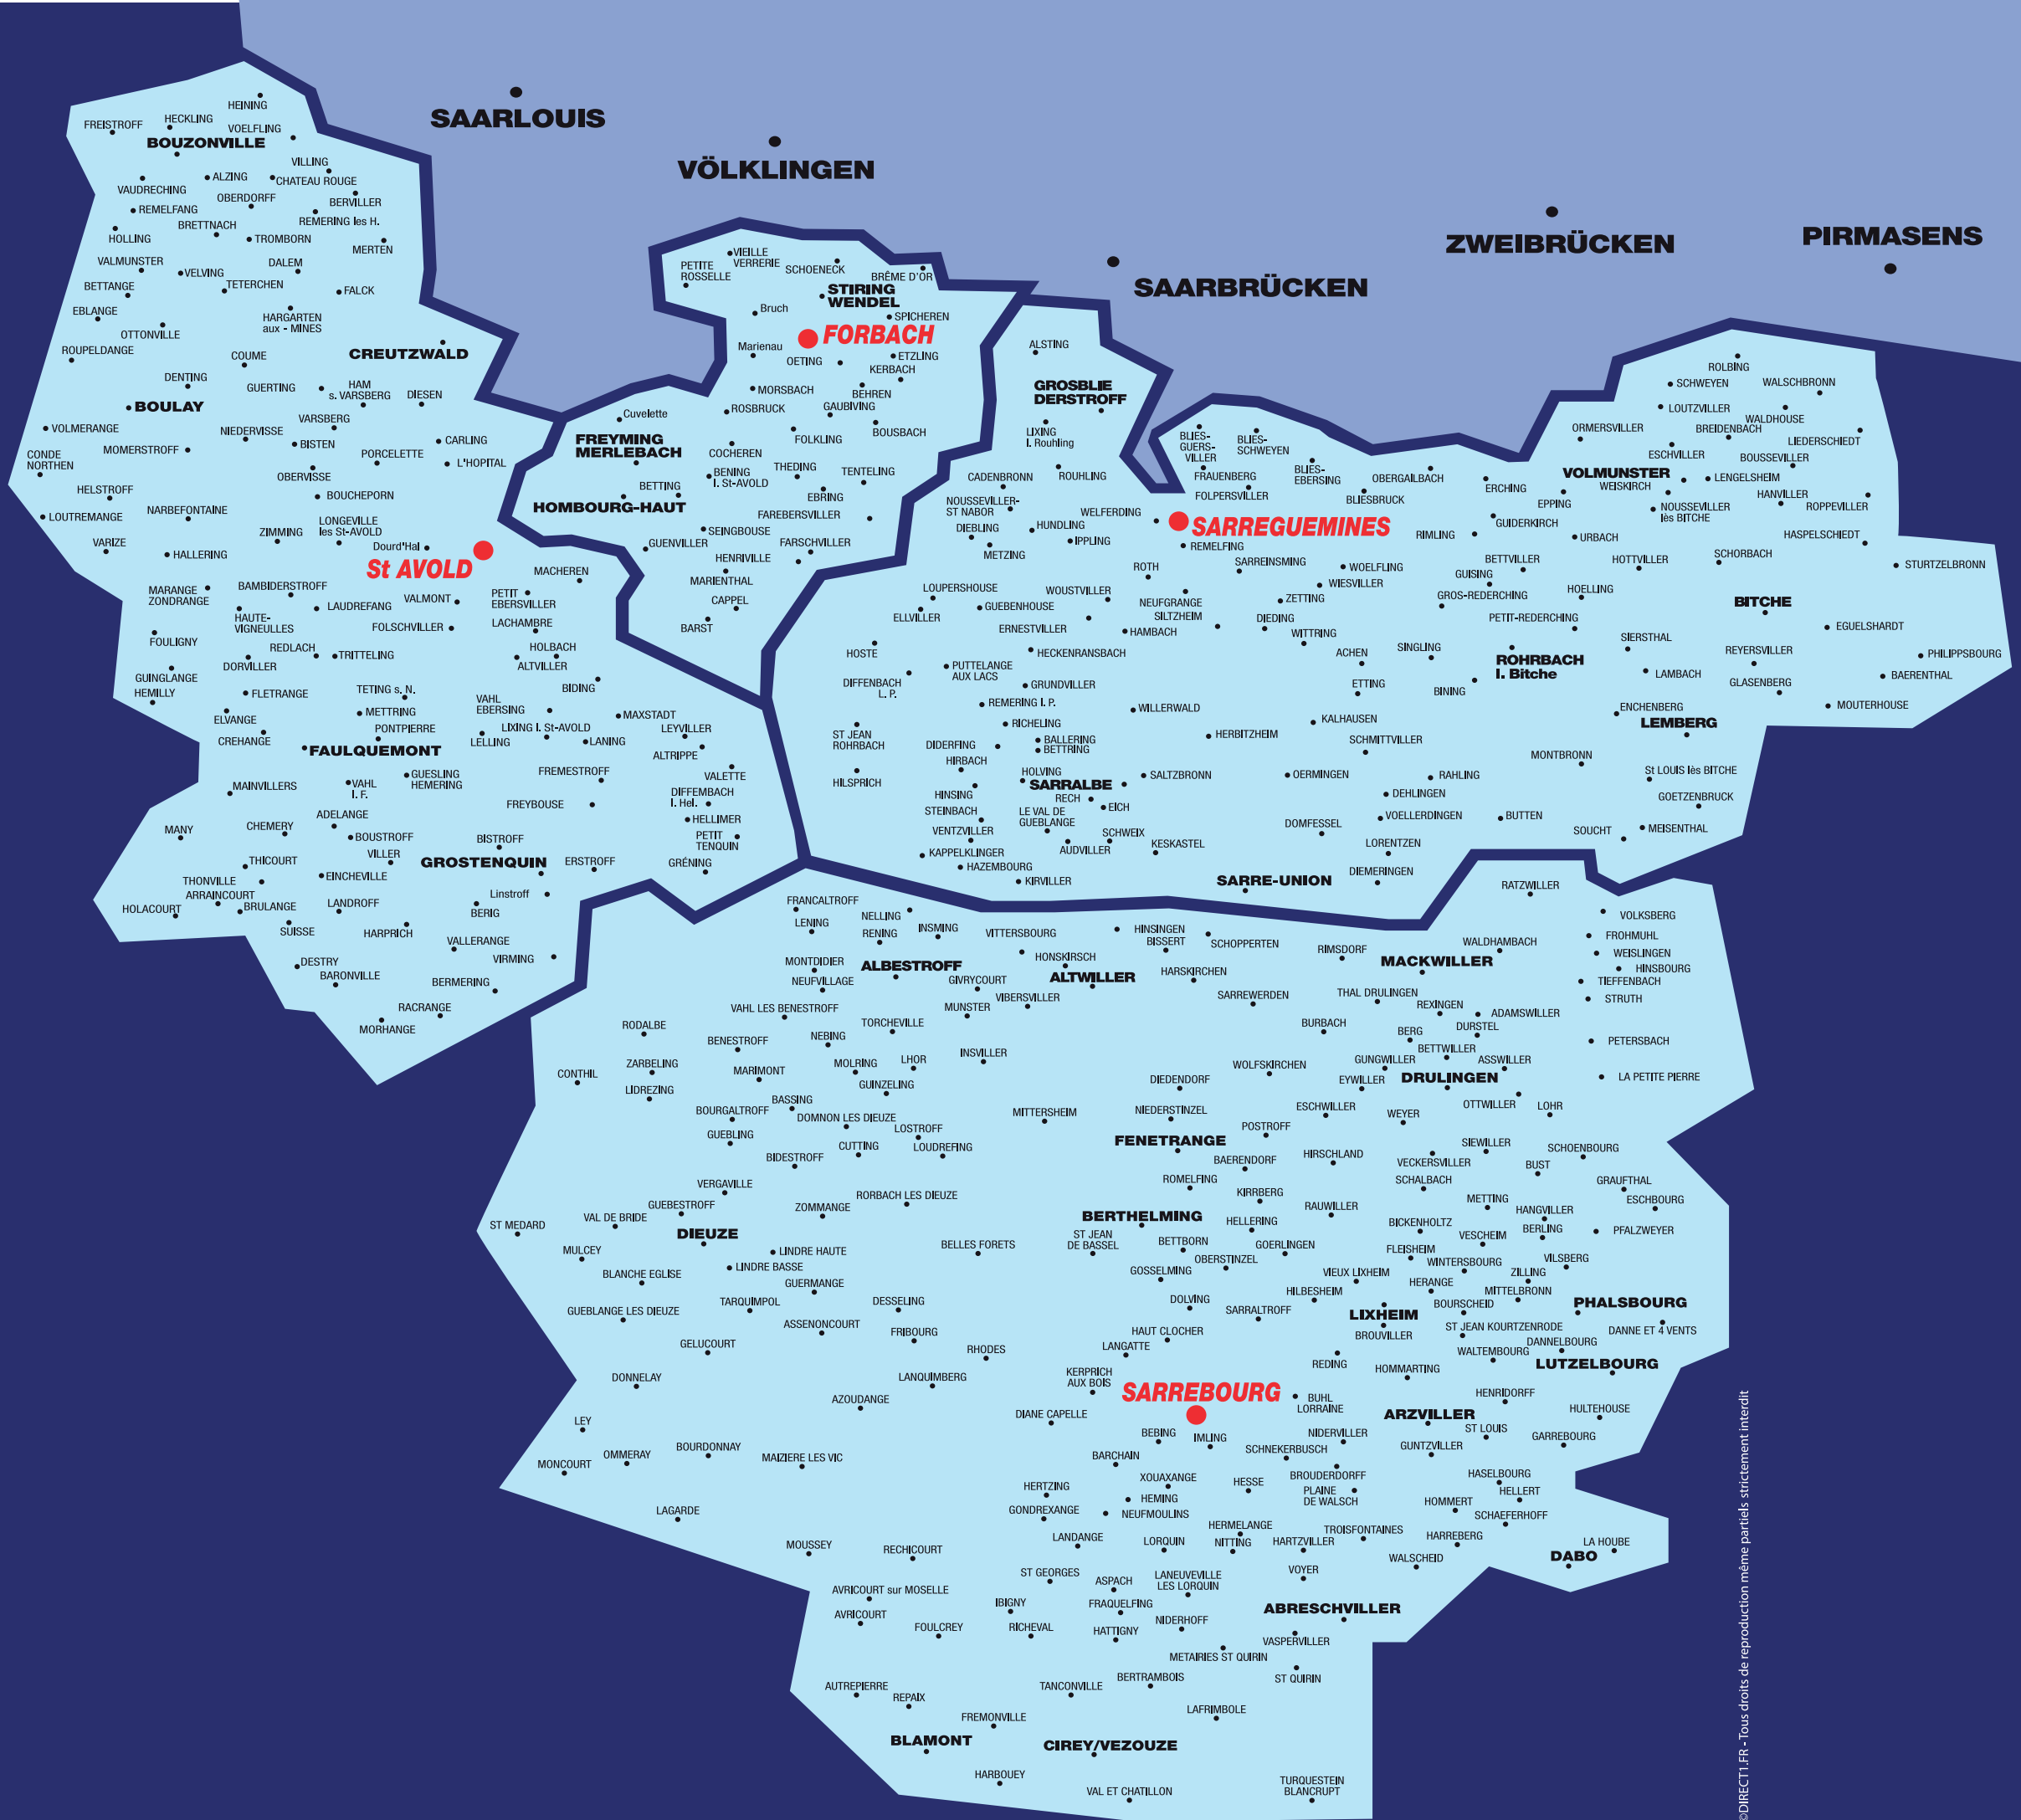 SAARLOUIS
VÖLKLINGEN
SAARBRÜCKEN
ZWEIBRÜCKEN
PIRMASENS
HEINING
FREISTROFF
HECKLING
VOELFLING
BOUZONVILLE
VILLING
VAUDRECHING
ALZING
CHATEAU ROUGE
OBERDORFF
BERVILLER
REMELFANG
REMERING les H.
BRETTNACH
HOLLING
TROMBORN
MERTEN
VALMUNSTER
VELVING
DALEM
BETTANGE
TETERCHEN
FALCK
EBLANGE
HARGARTEN
aux - MINES
OTTONVILLE
ROUPELDANGE
COUME
CREUTZWALD
DENTING
GUERTING
HAM
s. VARSBERG
DIESEN
BOULAY
VARSBERG
VOLMERANGE
NIEDERVISSE
BISTEN
CARLING
MOMERSTROFF
CONDE
NORTHEN
PORCELETTE
L'HOPITAL
OBERVISSE
HELSTROFF
BOUCHEPORN
LOUTREMANGE
NARBEFONTAINE
LONGEVILLE
les St-AVOLD
ZIMMING
VARIZE
HALLERING
Dourd'Hal
St AVOLD
MACHEREN
MARANGE
ZONDRANGE
BAMBIDERSTROFF
VALMONT
PETIT
EBERSVILLER
LAUDREFANG
HAUTE-
VIGNEULLES
FOLSCHVILLER
LACHAMBRE
FOULIGNY
REDLACH
TRITTELING
HOLBACH
DORVILLER
ALTVILLER
GUINGLANGE
HEMILLY
FLETRANGE
TETING s. N.
BIDING
VAHL
EBERSING
ELVANGE
METTRING
MAXSTADT
CREHANGE
PONTPIERRE
LIXING l. St-AVOLD
LEYVILLER
FAULQUEMONT
LELLING
LANING
ALTRIPPE
MAINVILLERS
VAHL
l. F.
GUESLING
HEMERING
FREMESTROFF
VALETTE
DIFFEMBACH
l. Hel.
FREYBOUSE
ADELANGE
HELLIMER
MANY
CHEMERY
BOUSTROFF
BISTROFF
PETIT
TENQUIN
VILLER
THICOURT
GROSTENQUIN
ERSTROFF
GRÉNING
THONVILLE
EINCHEVILLE
ARRAINCOURT
Linstroff
HOLACOURT
BRULANGE
LANDROFF
BERIG
SUISSE
HARPRICH
VALLERANGE
VIRMING
DESTRY
BARONVILLE
BERMERING
RACRANGE
MORHANGE
VIEILLE
VERRERIE
PETITE
ROSSELLE
SCHOENECK
BRÊME D'OR
STIRING
WENDEL
Bruch
SPICHEREN
FORBACH
Marienau
OETING
ETZLING
KERBACH
MORSBACH
BEHREN
ROSBRUCK
GAUBIVING
Cuvelette
FOLKLING
BOUSBACH
FREYMING
MERLEBACH
COCHEREN
BENING
l. St-AVOLD
THEDING
TENTELING
BETTING
EBRING
HOMBOURG-HAUT
FAREBERSVILLER
SEINGBOUSE
GUENVILLER
HENRIVILLE
FARSCHVILLER
MARIENTHAL
CAPPEL
BARST
ALSTING
GROSBLIE
DERSTROFF
LIXING
l. Rouhling
CADENBRONN
ROUHLING
NOUSSEVILLER-
ST NABOR
WELFERDING
DIEBLING
HUNDLING
IPPLING
METZING
SARREGUEMINES
REMELFING
BLIES-
GUERS-
VILLER
BLIES-
SCHWEYEN
FRAUENBERG
FOLPERSVILLER
BLIES-
EBERSING
BLIESBRUCK
OBERGAILBACH
ROTH
SARREINSMING
WOELFLING
WIESVILLER
LOUPERSHOUSE
WOUSTVILLER
NEUFGRANGE
SILTZHEIM
ZETTING
GUEBENHOUSE
ELLVILLER
ERNESTVILLER
HAMBACH
DIEDING
WITTRING
HOSTE
HECKENRANSBACH
ACHEN
PUTTELANGE
AUX LACS
DIFFENBACH
L. P.
GRUNDVILLER
ETTING
REMERING l. P.
WILLERWALD
RICHELING
KALHAUSEN
ST JEAN
ROHRBACH
DIDERFING
BALLERING
BETTRING
HERBITZHEIM
SCHMITTVILLER
HIRBACH
HILSPRICH
HOLVING
SARRALBE
SALTZBRONN
OERMINGEN
RAHLING
HINSING
RECH
EICH
DEHLINGEN
STEINBACH
LE VAL DE
GUEBLANGE
VOELLERDINGEN
BUTTEN
VENTZVILLER
SCHWEIX
DOMFESSEL
KAPPELKLINGER
AUDVILLER
KESKASTEL
LORENTZEN
HAZEMBOURG
KIRVILLER
SARRE-UNION
DIEMERINGEN
ROLBING
SCHWEYEN
WALSCHBRONN
LOUTZVILLER
WALDHOUSE
ORMERSVILLER
BREIDENBACH
LIEDERSCHIEDT
ESCHVILLER
BOUSSEVILLER
VOLMUNSTER
WEISKIRCH
LENGELSHEIM
ERCHING
EPPING
HANVILLER
ROPPEVILLER
NOUSSEVILLER
lès BITCHE
GUIDERKIRCH
RIMLING
URBACH
HASPELSCHIEDT
BETTVILLER
HOTTVILLER
SCHORBACH
STURTZELBRONN
GUISING
HOELLING
GROS-REDERCHING
BITCHE
PETIT-REDERCHING
EGUELSHARDT
SIERSTHAL
SINGLING
ROHRBACH
l. Bitche
REYERSVILLER
PHILIPPSBOURG
LAMBACH
BAERENTHAL
BINING
GLASENBERG
ENCHENBERG
MOUTERHOUSE
LEMBERG
MONTBRONN
St LOUIS lès BITCHE
GOETZENBRUCK
SOUCHT
MEISENTHAL
RATZWILLER
FRANCALTROFF
NELLING
LENING
RENING
INSMING
VITTERSBOURG
HINSINGEN
BISSERT
SCHOPPERTEN
RIMSDORF
WALDHAMBACH
VOLKSBERG
FROHMUHL
WEISLINGEN
HINSBOURG
MONTDIDIER
ALBESTROFF
HONSKIRSCH
ALTWILLER
HARSKIRCHEN
MACKWILLER
TIEFFENBACH
NEUFVILLAGE
GIVRYCOURT
STRUTH
VIBERSVILLER
SARREWERDEN
THAL DRULINGEN
REXINGEN
VAHL LES BENESTROFF
MUNSTER
ADAMSWILLER
RODALBE
TORCHEVILLE
BURBACH
BERG
DURSTEL
BENESTROFF
NEBING
PETERSBACH
BETTWILLER
ZARBELING
MOLRING
LHOR
INSVILLER
WOLFSKIRCHEN
GUNGWILLER
ASSWILLER
CONTHIL
MARIMONT
GUINZELING
DIEDENDORF
EYWILLER
DRULINGEN
LA PETITE PIERRE
LIDREZING
BASSING
BOURGALTROFF
DOMNON LES DIEUZE
MITTERSHEIM
NIEDERSTINZEL
ESCHWILLER
WEYER
OTTWILLER
LOHR
GUEBLING
LOSTROFF
POSTROFF
CUTTING
LOUDREFING
FENETRANGE
SIEWILLER
SCHOENBOURG
BIDESTROFF
BAERENDORF
HIRSCHLAND
VECKERSVILLER
BUST
VERGAVILLE
ROMELFING
SCHALBACH
GRAUFTHAL
GUEBESTROFF
RORBACH LES DIEUZE
KIRRBERG
METTING
ESCHBOURG
VAL DE BRIDE
ZOMMANGE
RAUWILLER
HANGVILLER
ST MEDARD
BERTHELMING
HELLERING
BICKENHOLTZ
BERLING
PFALZWEYER
DIEUZE
ST JEAN
DE BASSEL
BETTBORN
VESCHEIM
MULCEY
LINDRE HAUTE
BELLES FORETS
GOERLINGEN
FLEISHEIM
LINDRE BASSE
OBERSTINZEL
WINTERSBOURG
VILSBERG
BLANCHE EGLISE
GUERMANGE
GOSSELMING
VIEUX LIXHEIM
ZILLING
HERANGE
GUEBLANGE LES DIEUZE
TARQUIMPOL
DESSELING
DOLVING
HILBESHEIM
MITTELBRONN
BOURSCHEID
PHALSBOURG
SARRALTROFF
LIXHEIM
ASSENONCOURT
FRIBOURG
HAUT CLOCHER
BROUVILLER
ST JEAN KOURTZENRODE
DANNE ET 4 VENTS
GELUCOURT
LANGATTE
DANNELBOURG
RHODES
WALTEMBOURG
REDING
LUTZELBOURG
DONNELAY
LANQUIMBERG
KERPRICH
AUX BOIS
HOMMARTING
AZOUDANGE
SARREBOURG
BUHL
LORRAINE
HENRIDORFF
LEY
DIANE CAPELLE
ARZVILLER
HULTEHOUSE
BEBING
IMLING
NIDERVILLER
ST LOUIS
GARREBOURG
OMMERAY
BOURDONNAY
SCHNEKERBUSCH
GUNTZVILLER
MONCOURT
MAIZIERE LES VIC
BARCHAIN
XOUAXANGE
HESSE
BROUDERDORFF
HASELBOURG
HERTZING
HEMING
PLAINE
DE WALSCH
HELLERT
LAGARDE
GONDREXANGE
NEUFMOULINS
HOMMERT
SCHAEFERHOFF
HERMELANGE
TROISFONTAINES
HARREBERG
LANDANGE
LORQUIN
NITTING
HARTZVILLER
LA HOUBE
MOUSSEY
RECHICOURT
WALSCHEID
DABO
ST GEORGES
ASPACH
LANEUVEVILLE
LES LORQUIN
VOYER
AVRICOURT sur MOSELLE
IBIGNY
FRAQUELFING
ABRESCHVILLER
AVRICOURT
FOULCREY
RICHEVAL
HATTIGNY
NIDERHOFF
VASPERVILLER
METAIRIES ST QUIRIN
BERTRAMBOIS
ST QUIRIN
AUTREPIERRE
REPAIX
TANCONVILLE
LAFRIMBOLE
FREMONVILLE
BLAMONT
CIREY/VEZOUZE
HARBOUEY
VAL ET CHATILLON
TURQUESTEIN
BLANCRUPT
©DIRECT1.FR - Tous droits de reproduction même partiels strictement interdit